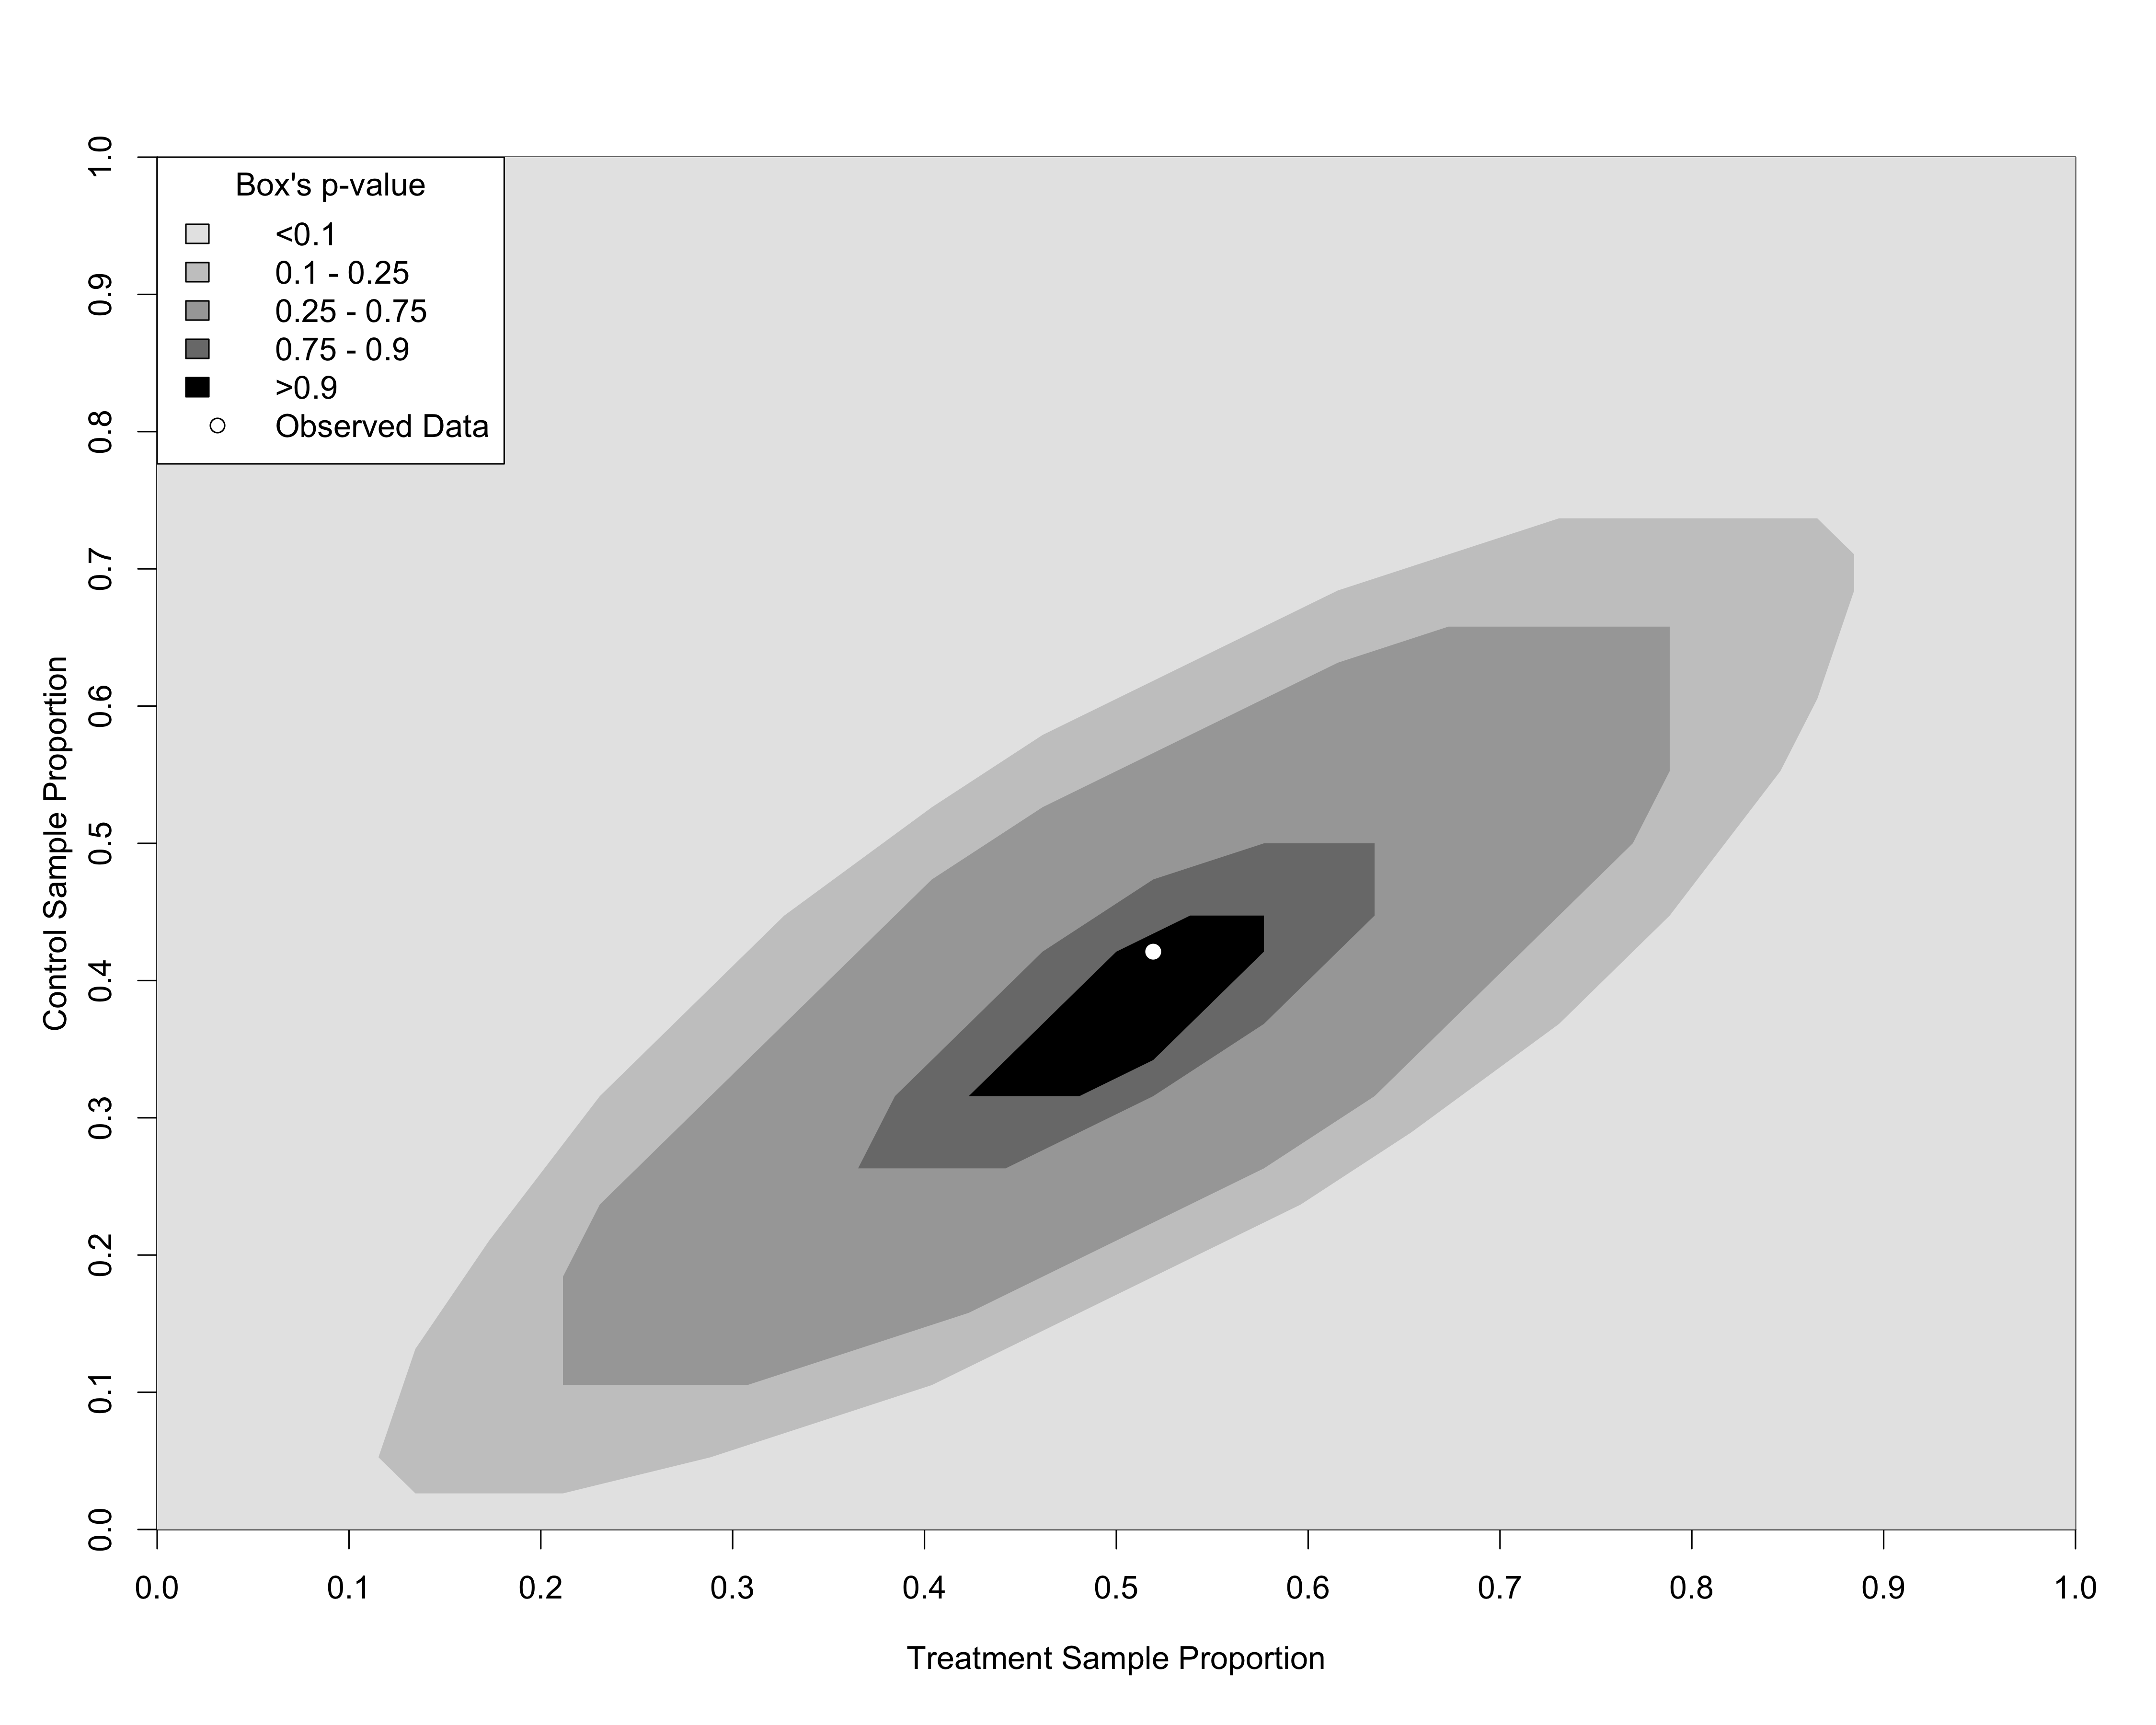 Box's p-value
<0.1
0.1 - 0.25
0.25 - 0.75
0.75 - 0.9
>0.9
Observed Data
1.0
0.9
0.8
0.7
0.6
0.5
0.4
0.3
0.2
0.1
0.0
Control Sample Proportion
0.0 0.1 0.2 0.3 0.4 0.5 0.6 0.7 0.8 0.9 1.0
Treatment Sample Proportion